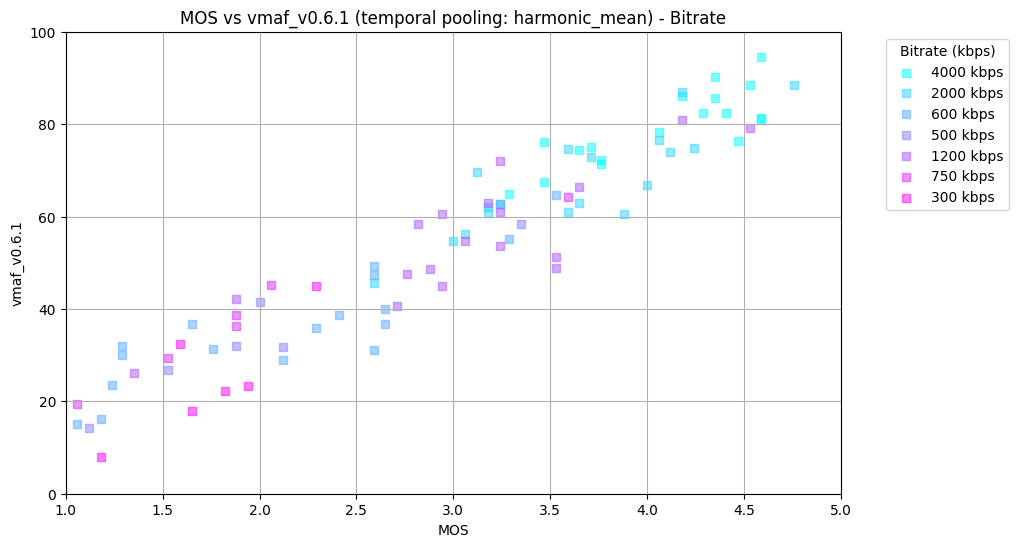 MOS vs vmaf_v0.6.1 (temporal pooling: harmonic_mean) - Bitrate
100
80
60
40
20
0
vmaf_v0.6.1
1.0 1.5 2.0 2.5 3.0 3.5 4.0 4.5 5.0
MOS
Bitrate (kbps)
4000 kbps
2000 kbps
600 kbps
500 kbps
1200 kbps
750 kbps
300 kbps